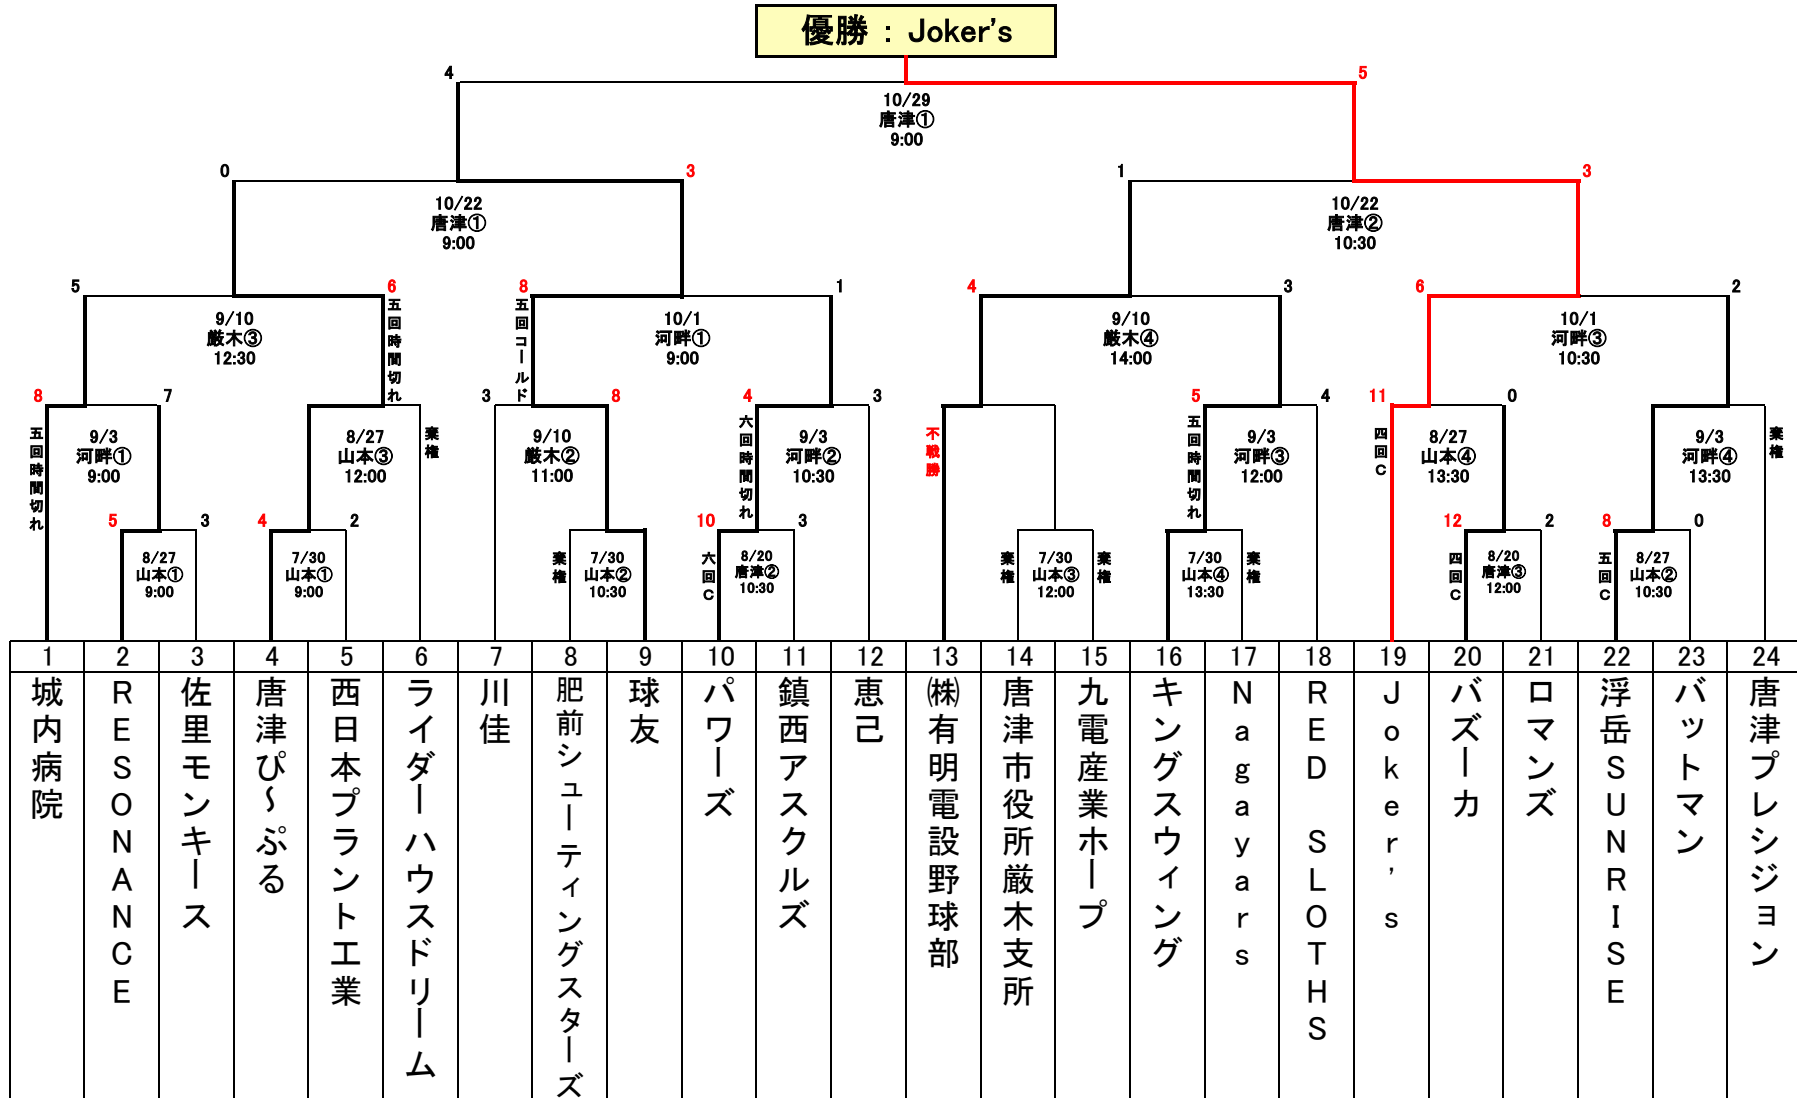 優勝：Joker's
4
5
10/29
唐津①
9:00
0
3
1
3
10/22
唐津①
9:00
10/22
唐津②
10:30
5
6
8
1
4
3
6
2
五回時間切れ
五回コールド
9/10
厳木③
12:30
10/1
河畔①
9:00
9/10
厳木④
14:00
10/1
河畔③
10:30
8
7
3
8
4
3
5
4
11
0
五回時間切れ
9/3
河畔①
9:00
8/27
山本③
12:00
棄権
9/10
厳木②
11:00
六回時間切れ
9/3
河畔②
10:30
不戦勝
五回時間切れ
9/3
河畔③
12:00
四回C
8/27
山本④
13:30
9/3
河畔④
13:30
棄権
5
3
4
2
10
3
12
2
8
0
8/27
山本①
9:00
7/30
山本①
9:00
棄権
7/30
山本②
10:30
六回C
8/20
唐津②
10:30
棄権
7/30
山本③
12:00
棄権
7/30
山本④
13:30
棄権
四回C
8/20
唐津③
12:00
五回C
8/27
山本②
10:30
1 2 3 4 5 6 7 8 9 10 11 12 13 14 15 16 17 18 19 20 21 22 23 24
城内病院
RESONANCE
佐里モンキース
唐津ぴ～ぷる
西日本プラント工業
ライダーハウスドリーム
川佳
肥前シューティングスターズ
球友
パワーズ
鎮西アスクルズ
恵己
㈱有明電設野球部
唐津市役所厳木支所
九電産業ホープ
キングスウィング
Nagayars
RED SLOTHS
Joker's
バズーカ
ロマンズ
浮岳SUNRISE
バットマン
唐津プレシジョン